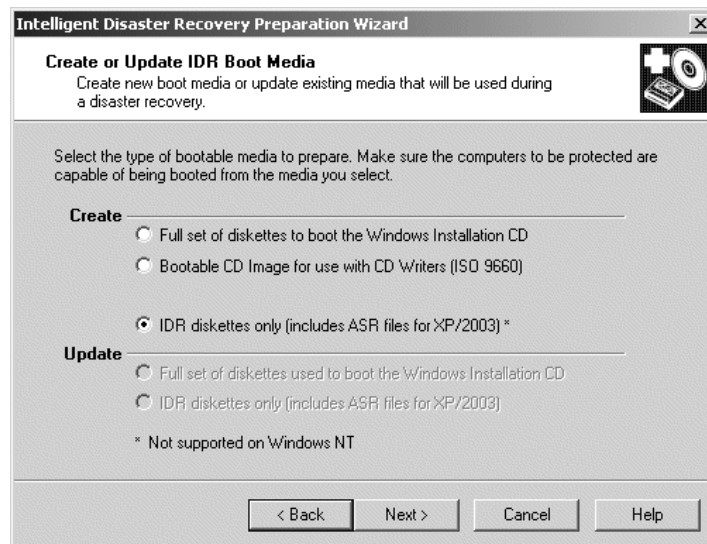 Intelligent Disaster Recovery Preparation Wizard
Create or Update IDR Boot Media
Create new boot media or update existing media that will be used during
a disaster recovery.
Select the type of bootable media to prepare. Make sure the computers to be protected are
capable of being booted from the media you select.
Create
Full set of diskettes to boot the Windows Installation CD
Bootable CD Image for use with CD Writers (ISO 9660)
IDR diskettes only (includes ASR files for XP/2003) *
Update
Full set of diskettes used to boot the Windows Installation CD
IDR diskettes only (includes ASR files for XP/2003)
* Not supported on Windows NT
< Back Next > Cancel Help